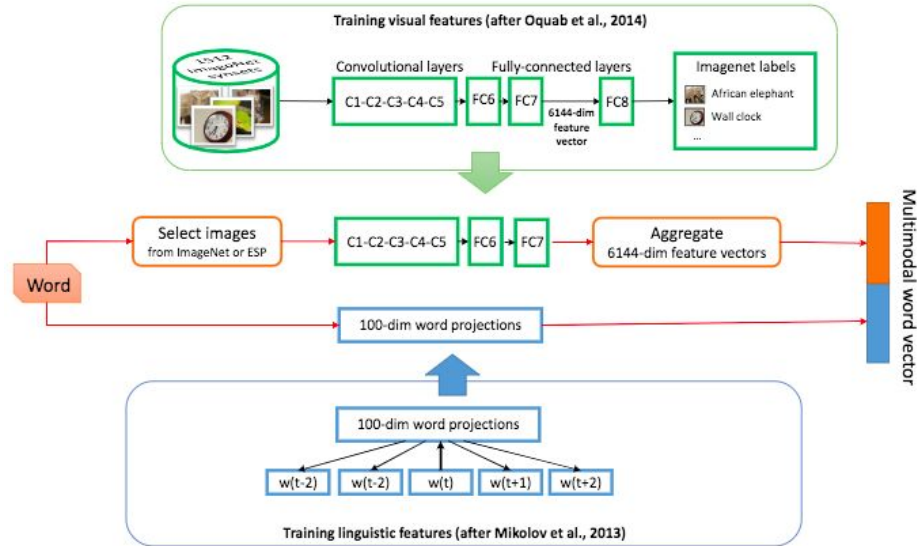 Training visual features (after Oquab et al., 2014)
1512
ImageNet
synsets
Convolutional layers
Fully-connected layers
Imagenet labels
C1-C2-C3-C4-C5
FC6
FC7
6144-dim
feature
vector
FC8
African elephant
Wall clock
...
Select images
from ImageNet or ESP
C1-C2-C3-C4-C5
FC6
FC7
Aggregate
6144-dim feature vectors
Multimodal word vector
Word
100-dim word projections
100-dim word projections
w(t-2)
w(t-2)
w(t)
w(t+1)
w(t+2)
Training linguistic features (after Mikolov et al., 2013)